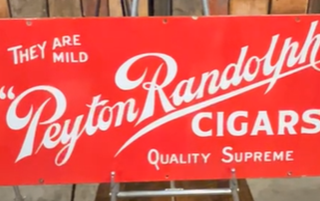 THEY ARE
MILD
"Peyton Randolph
CIGARS
QUALITY SUPREME